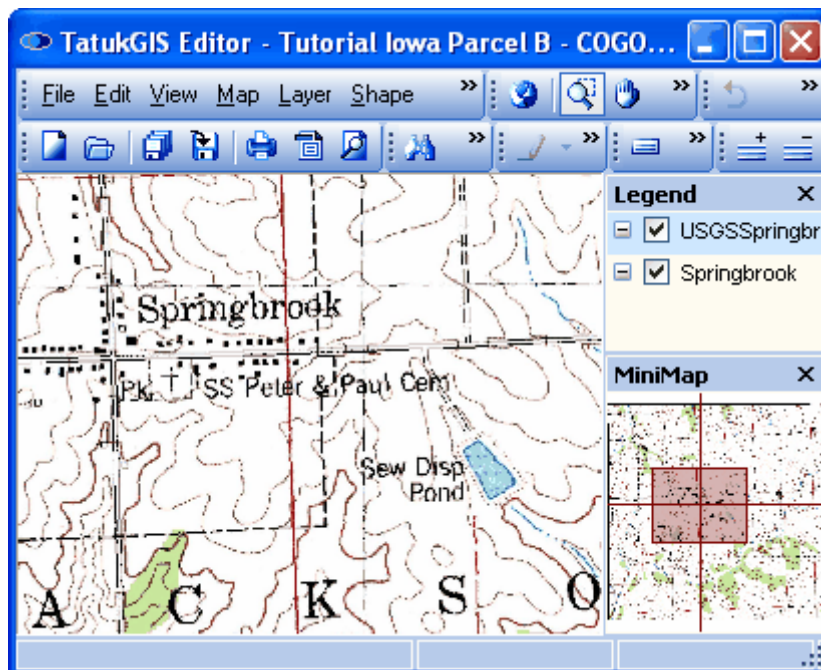 TatukGIS Editor - Tutorial Iowa Parcel B - COGO...
File Edit View Map Layer Shape
Legend
USGSSpringbr
Springbrook
MiniMap
Springbrook
PK SS Peter & Paul Cem
Sew Disp
Pond
A C K S O